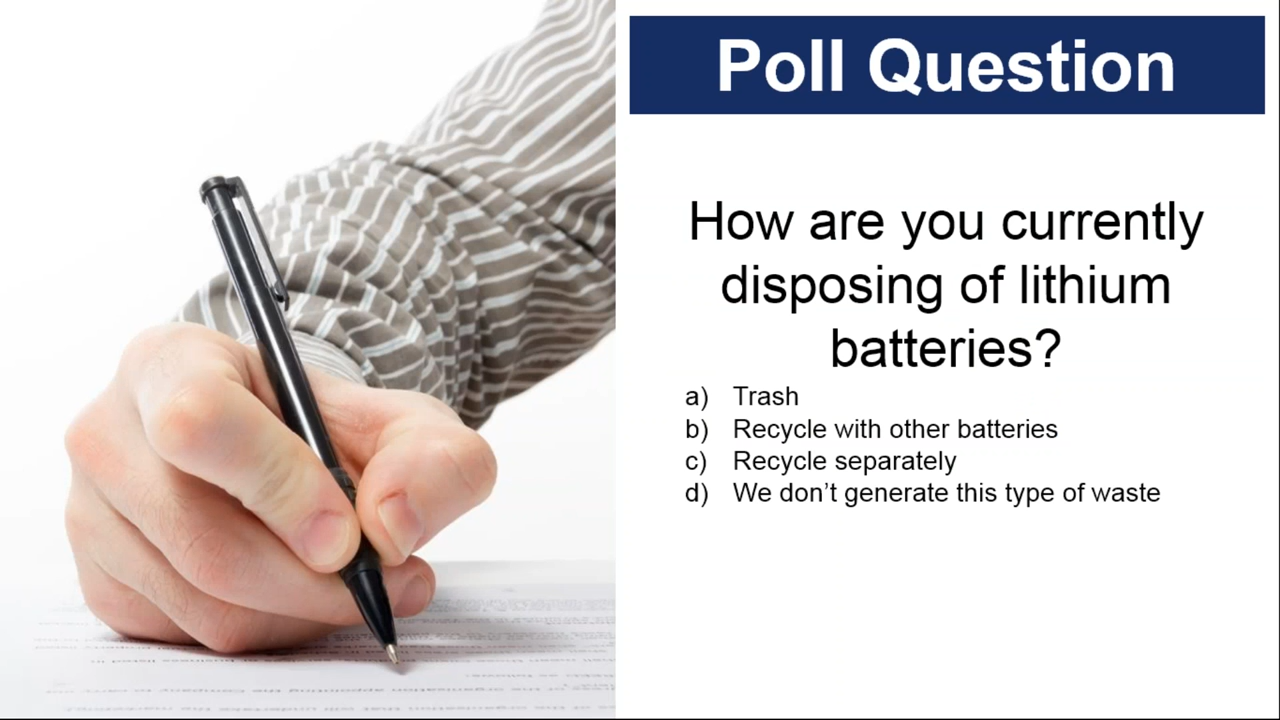 Poll Question
How are you currently
disposing of lithium
batteries?
a) Trash
b) Recycle with other batteries
c) Recycle separately
d) We don't generate this type of waste